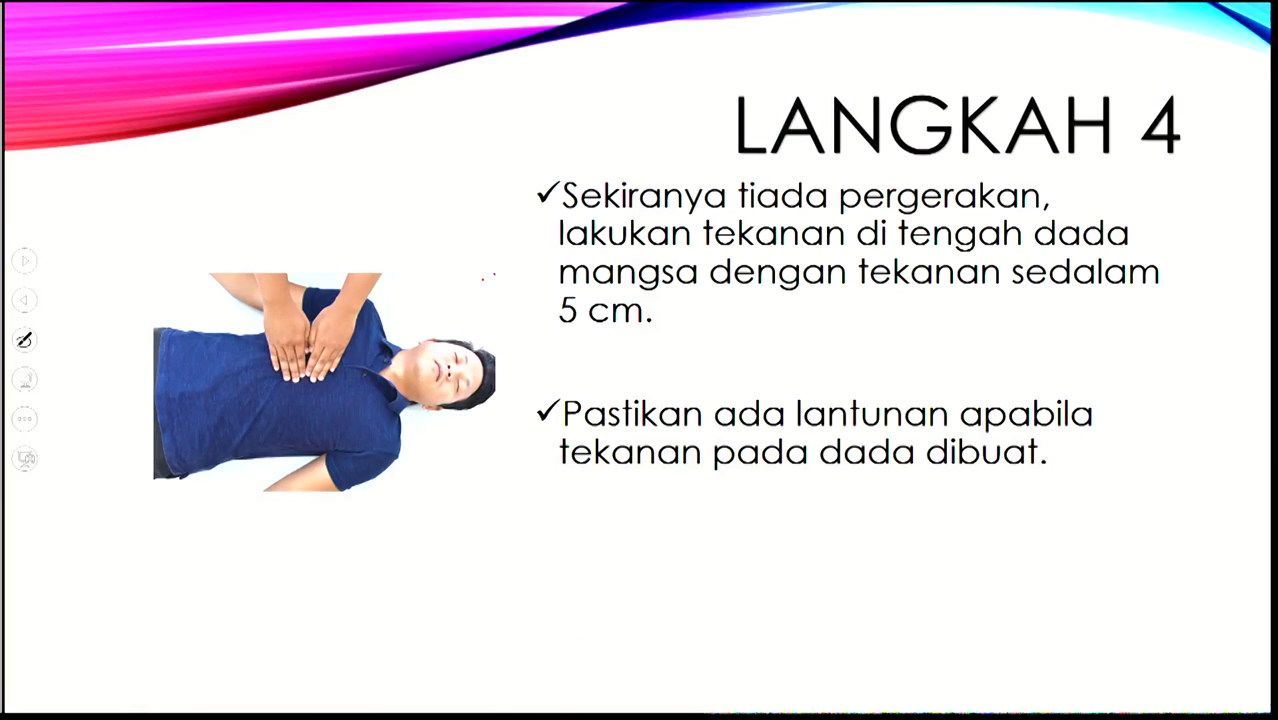 LANGKAH 4
✓Sekiranya tiada pergerakan,
lakukan tekanan di tengah dada
mangsa dengan tekanan sedalam
5 cm.
✓Pastikan ada lantunan apabila
tekanan pada dada dibuat.